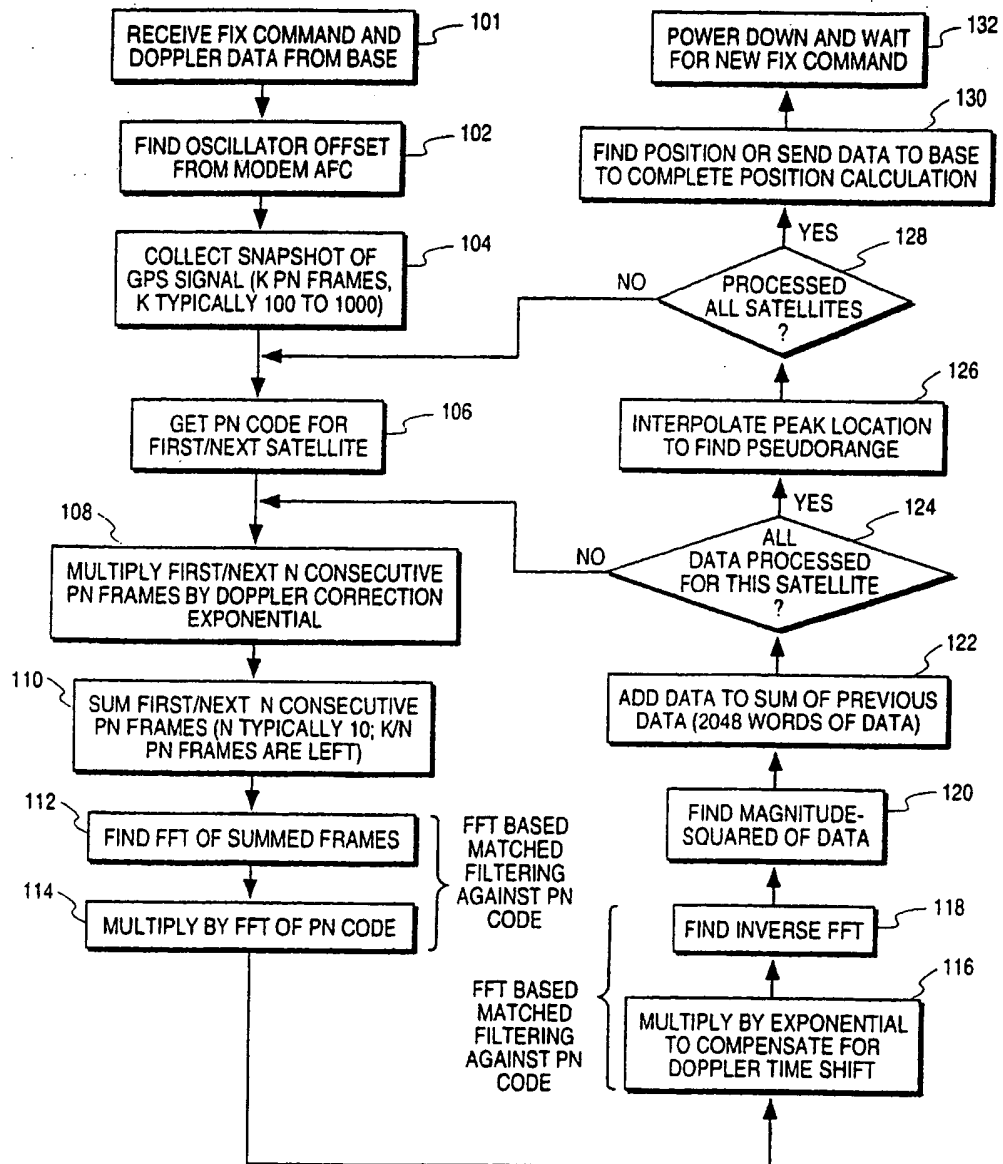 101
RECEIVE FIX COMMAND AND
DOPPLER DATA FROM BASE
102
FIND OSCILLATOR OFFSET
FROM MODEM AFC
104
COLLECT SNAPSHOT OF
GPS SIGNAL (K PN FRAMES,
K TYPICALLY 100 TO 1000)
106
GET PN CODE FOR
FIRST/NEXT SATELLITE
108
MULTIPLY FIRST/NEXT N CONSECUTIVE
PN FRAMES BY DOPPLER CORRECTION
EXPONENTIAL
110
SUM FIRST/NEXT N CONSECUTIVE
PN FRAMES (N TYPICALLY 10; K/N
PN FRAMES ARE LEFT)
112
FIND FFT OF SUMMED FRAMES
114
MULTIPLY BY FFT OF PN CODE
FFT BASED
MATCHED
FILTERING
AGAINST PN
CODE
FFT BASED
MATCHED
FILTERING
AGAINST PN
CODE
116
MULTIPLY BY EXPONENTIAL
TO COMPENSATE FOR
DOPPLER TIME SHIFT
118
FIND INVERSE FFT
120
FIND MAGNITUDE-
SQUARED OF DATA
122
ADD DATA TO SUM OF PREVIOUS
DATA (2048 WORDS OF DATA)
124
ALL
DATA PROCESSED
FOR THIS SATELLITE
?
NO
YES
126
INTERPOLATE PEAK LOCATION
TO FIND PSEUDORANGE
128
PROCESSED
ALL SATELLITES
?
NO
YES
130
FIND POSITION OR SEND DATA TO BASE
TO COMPLETE POSITION CALCULATION
132
POWER DOWN AND WAIT
FOR NEW FIX COMMAND